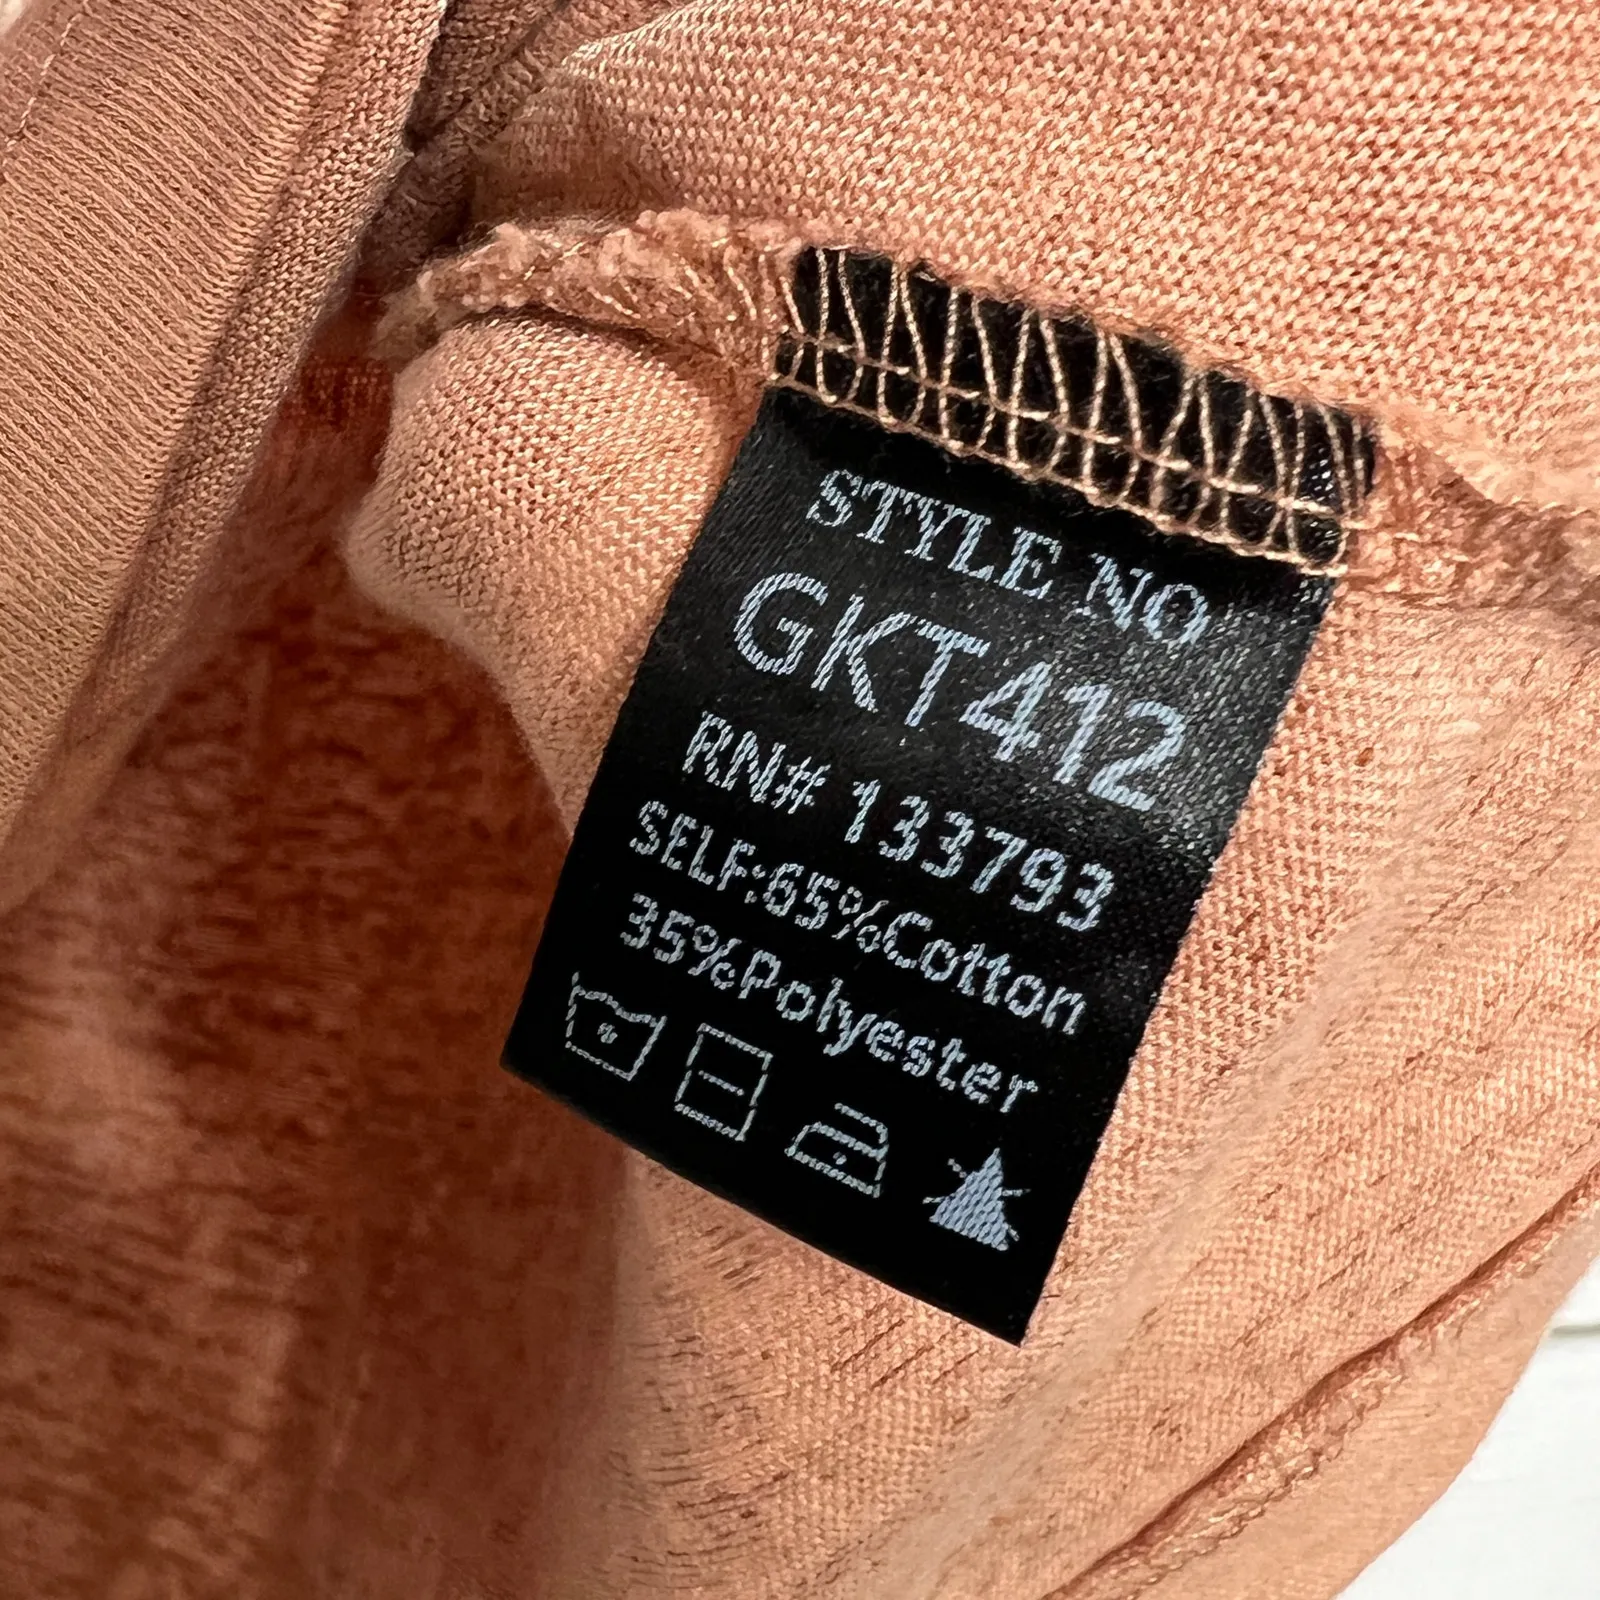 STYLE NO
GKT412
RN# 133793
SELF:65%Cotton
35%Polyester